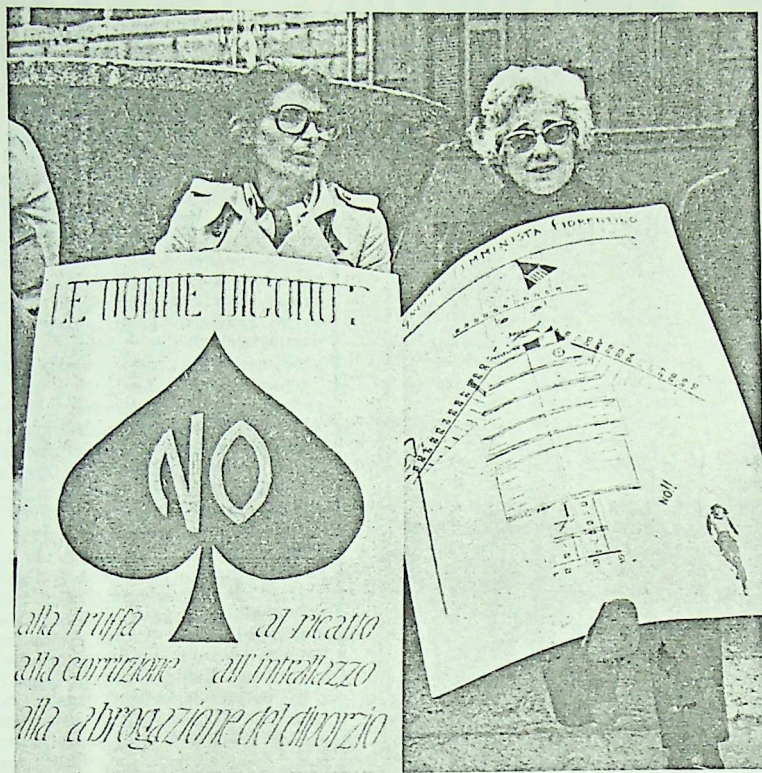 LE DONNE DICONO:
NO
alla truffa al ricatto
alla corruzione all'intrallazzo
alla abrogazione del divorzio
FEMMINISTA FIORENTINO
NO!!